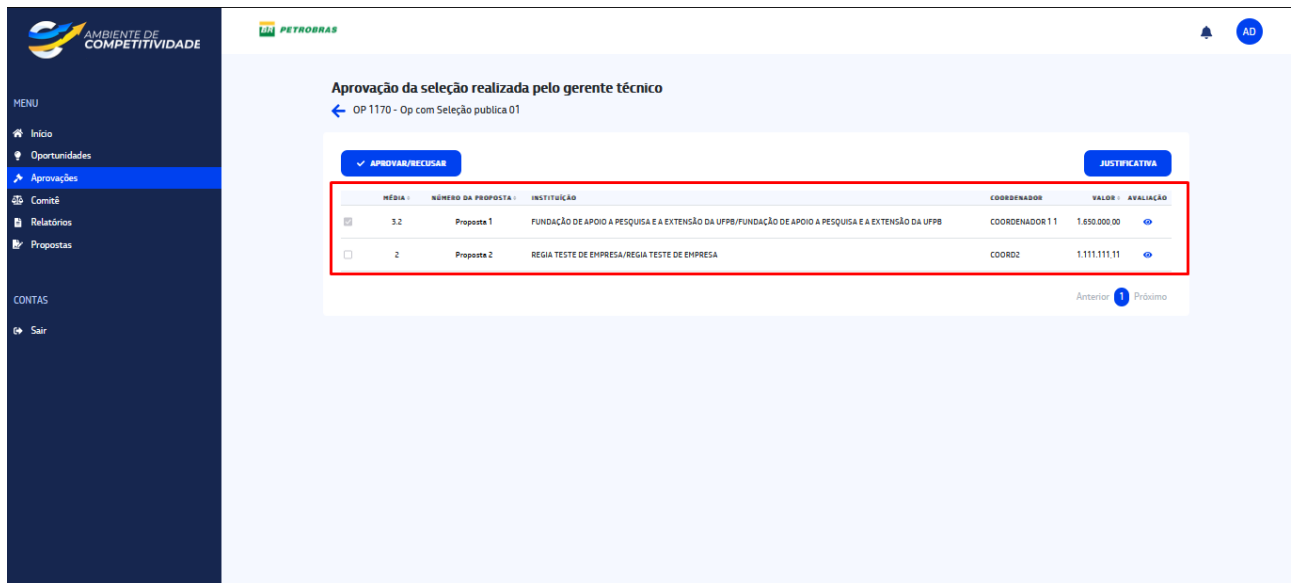 AMBIENTE DE
COMPETITIVIDADE
BR PETROBRAS
AD
MENU
Início
Oportunidades
Aprovações
Comitê
Relatórios
Propostas
CONTAS
Sair
Aprovação da seleção realizada pelo gerente técnico
OP 1170 - Op com Seleção publica 01
APROVAR/RECUSAR
JUSTIFICATIVA
MÉDIA NÚMERO DA PROPOSTA INSTITUIÇÃO COORDENADOR VALOR AVALIAÇÃO
3.2 Proposta 1 FUNDAÇÃO DE APOIO A PESQUISA E A EXTENSÃO DA UFPB/FUNDAÇÃO DE APOIO A PESQUISA E A EXTENSÃO DA UFPB COORDENADOR 1 1 1.650.000,00
2 Proposta 2 REGIA TESTE DE EMPRESA/REGIA TESTE DE EMPRESA COORD2 1.111.111,11
Anterior 1 Próximo